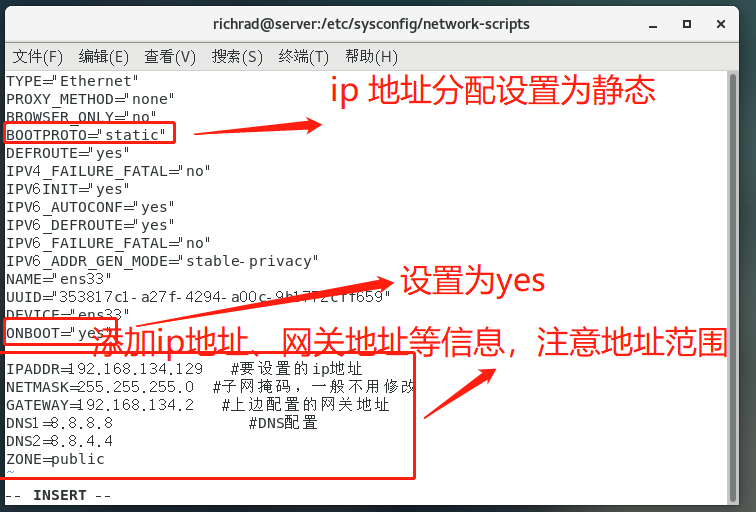 richrad@server:/etc/sysconfig/network-scripts
文件(F) 编辑(E) 查看(V) 搜索(S) 终端(T) 帮助(H)
TYPE="Ethernet"
PROXY_METHOD="none"
BROWSER_ONLY="no"
ip 地址分配设置为静态
BOOTPROTO="static"
DEFROUTE="yes"
IPV4_FAILURE_FATAL="no"
IPV6INIT="yes"
IPV6_AUTOCONF="yes"
IPV6_DEFROUTE="yes"
IPV6_FAILURE_FATAL="no"
IPV6_ADDR_GEN_MODE="stable-privacy"
NAME="ens33"
设置为yes
UUID="353817c1-a27f-4294-a00c-9b1772cff659"
DEVICE="ens33"
ONBOOT="yes"
添加ip地址、网关地址等信息，注意地址范围
IPADDR=192.168.134.129 #要设置的ip地址
NETMASK=255.255.255.0 #子网掩码，一般不用修改
GATEWAY=192.168.134.2 #上边配置的网关地址
DNS1=8.8.8.8 #DNS配置
DNS2=8.8.4.4
ZONE=public
~
-- INSERT --